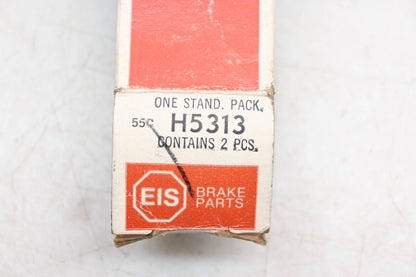 ONE STAND. PACK.
55C H5313
CONTAINS 2 PCS.
EIS BRAKE
PARTS